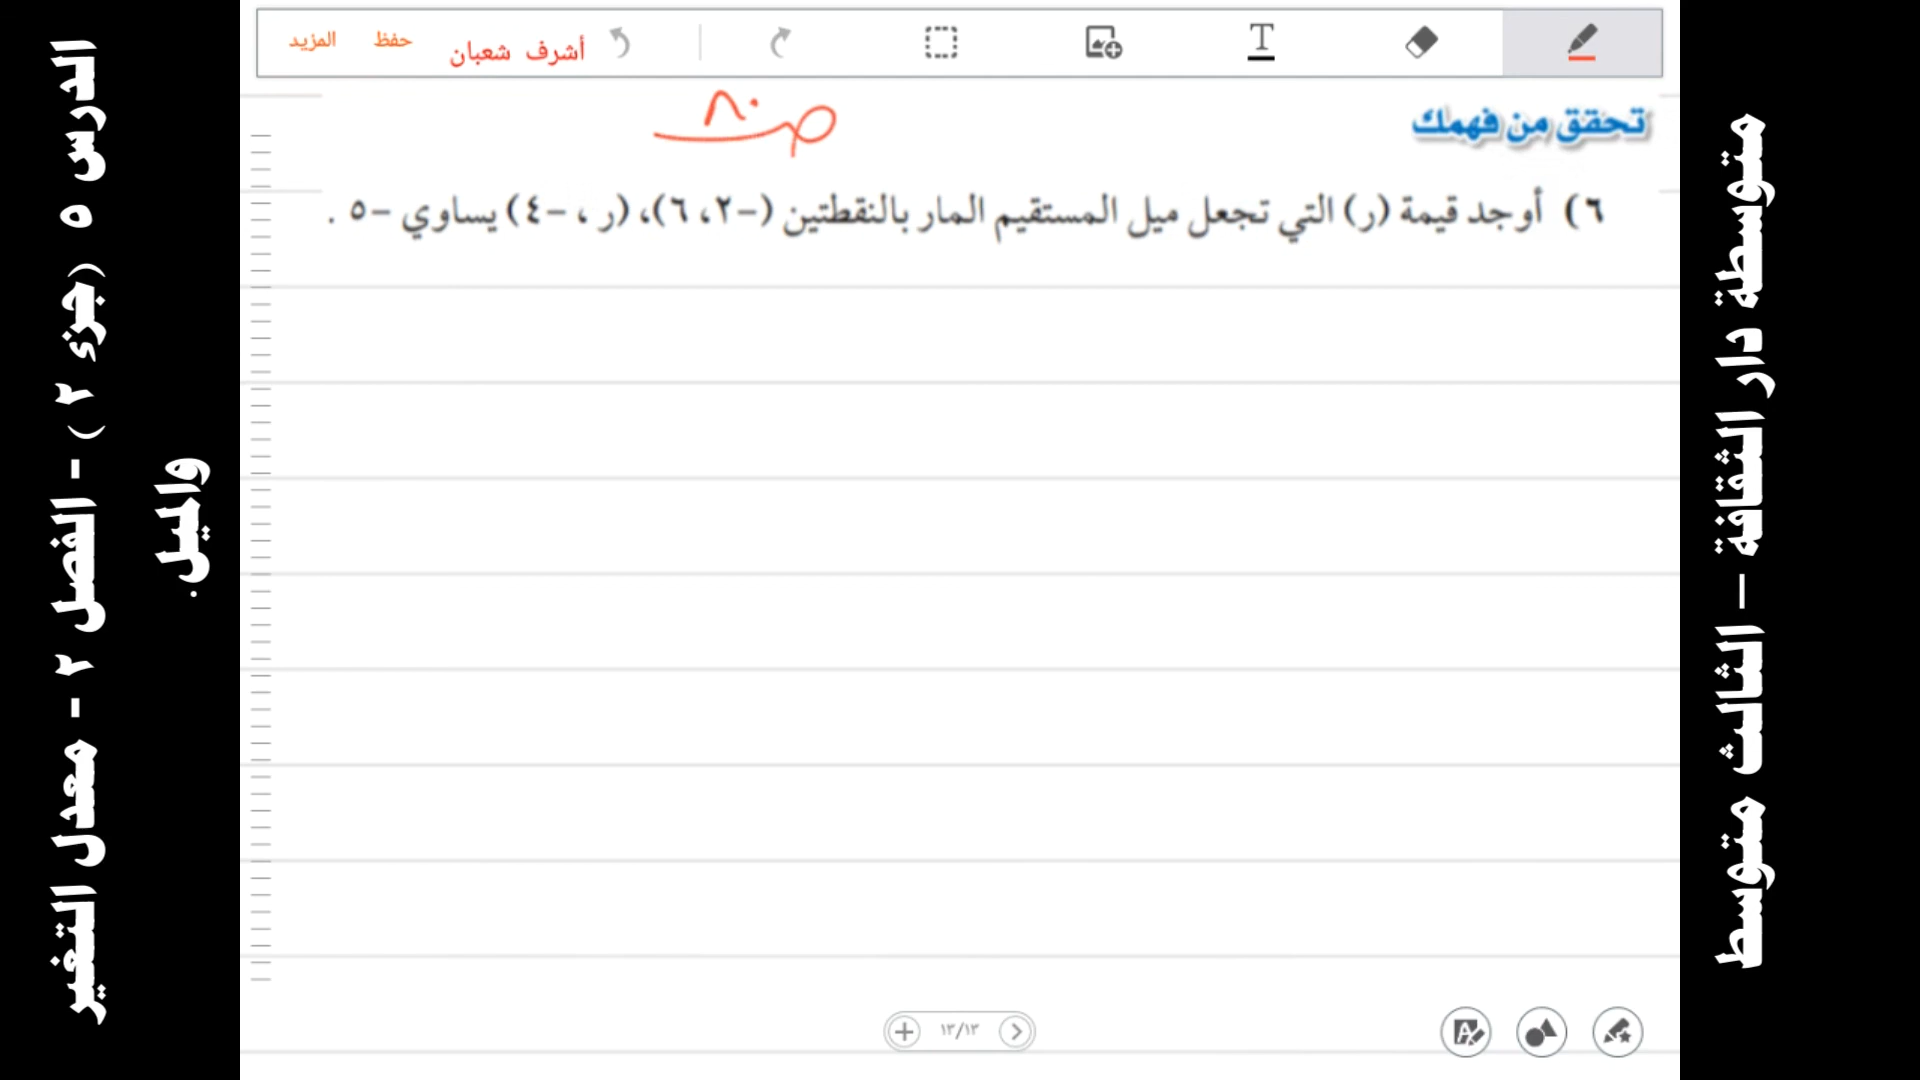 أشرف شعبان
حفظ
المزيد
T
ص ٨٠
تحقق من فهمك
٦) أوجد قيمة (ر) التي تجعل ميل المستقيم المار بالنقطتين (-٢، ٦)، (ر ، -٤) يساوي -٥ .
١٣/١٣
متوسطة دار الثقافة – الثالث متوسط
الدرس ٥ (جزء ٢) - الفصل ٢ - معدل التغيير
والميل.